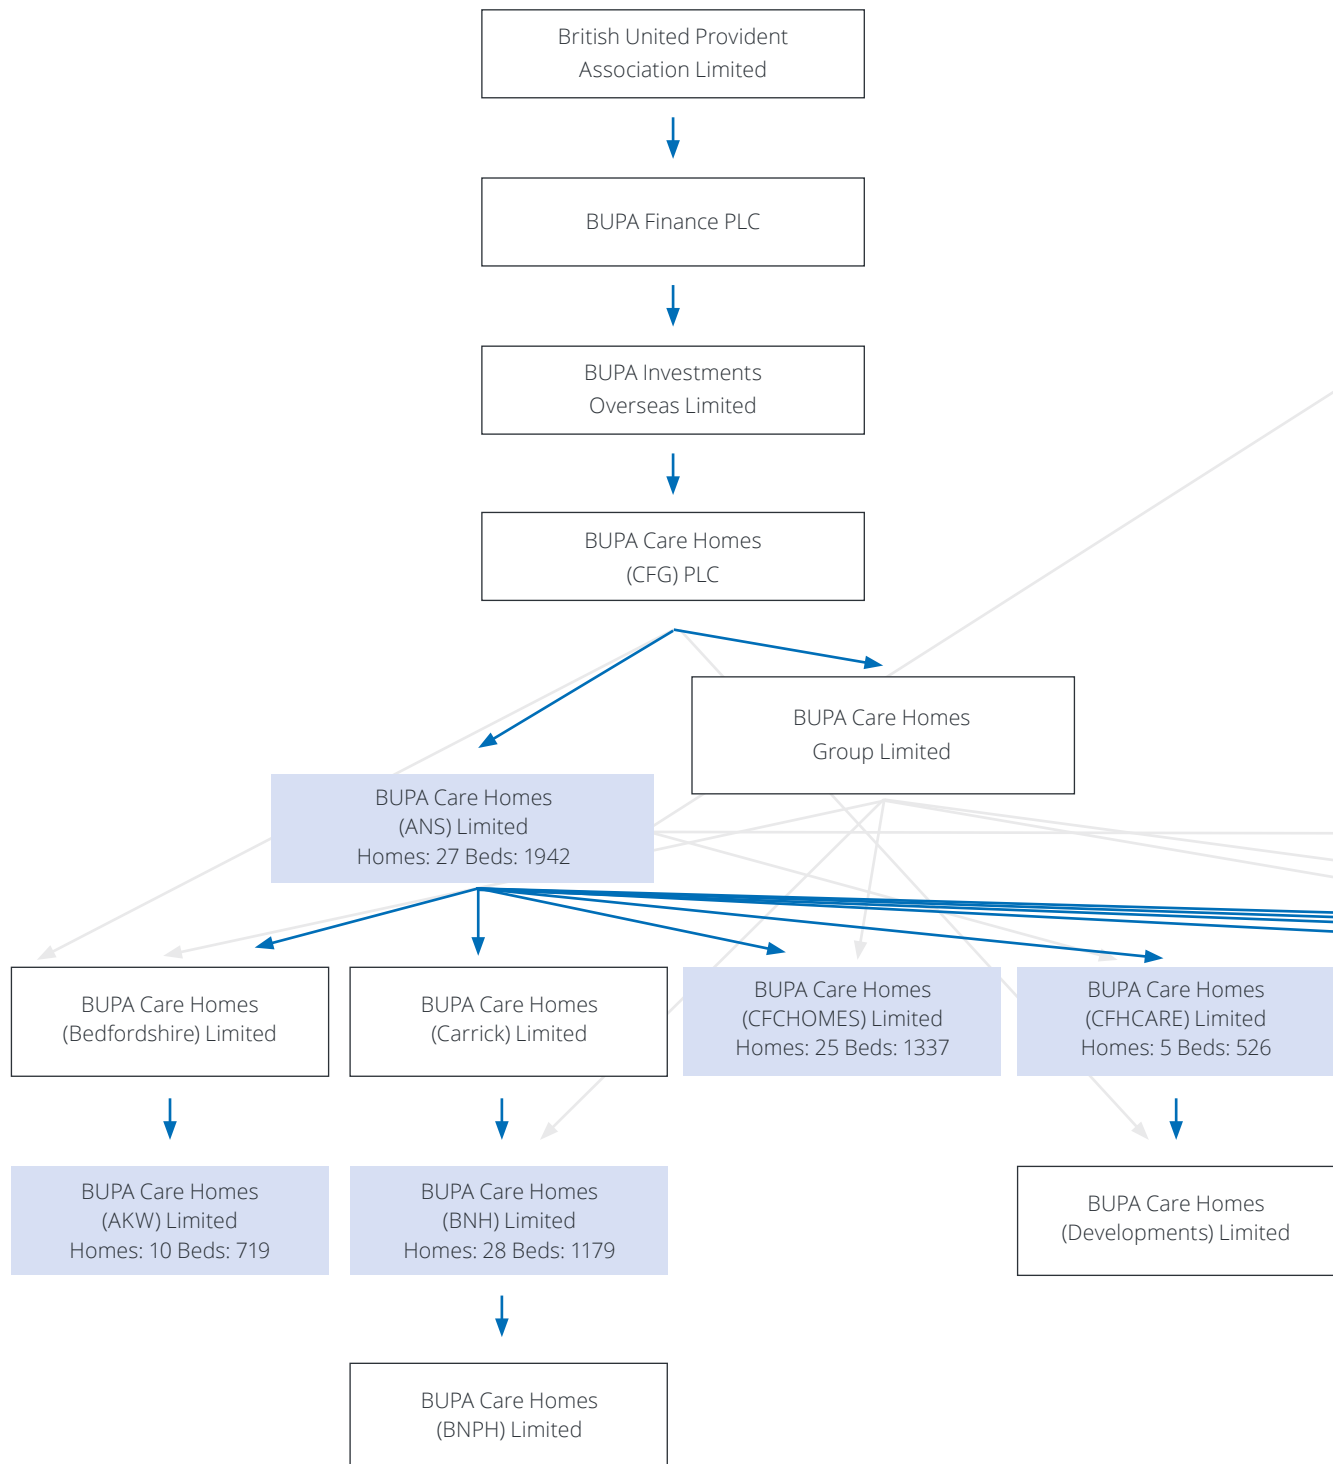 British United Provident
Association Limited
BUPA Finance PLC
BUPA Investments
Overseas Limited
BUPA Care Homes
(CFG) PLC
BUPA Care Homes
Group Limited
BUPA Care Homes
(ANS) Limited
Homes: 27 Beds: 1942
BUPA Care Homes
(Bedfordshire) Limited
BUPA Care Homes
(Carrick) Limited
BUPA Care Homes
(CFCHOMES) Limited
Homes: 25 Beds: 1337
BUPA Care Homes
(CFHCARE) Limited
Homes: 5 Beds: 526
BUPA Care Homes
(AKW) Limited
Homes: 10 Beds: 719
BUPA Care Homes
(BNH) Limited
Homes: 28 Beds: 1179
BUPA Care Homes
(Developments) Limited
BUPA Care Homes
(BNPH) Limited